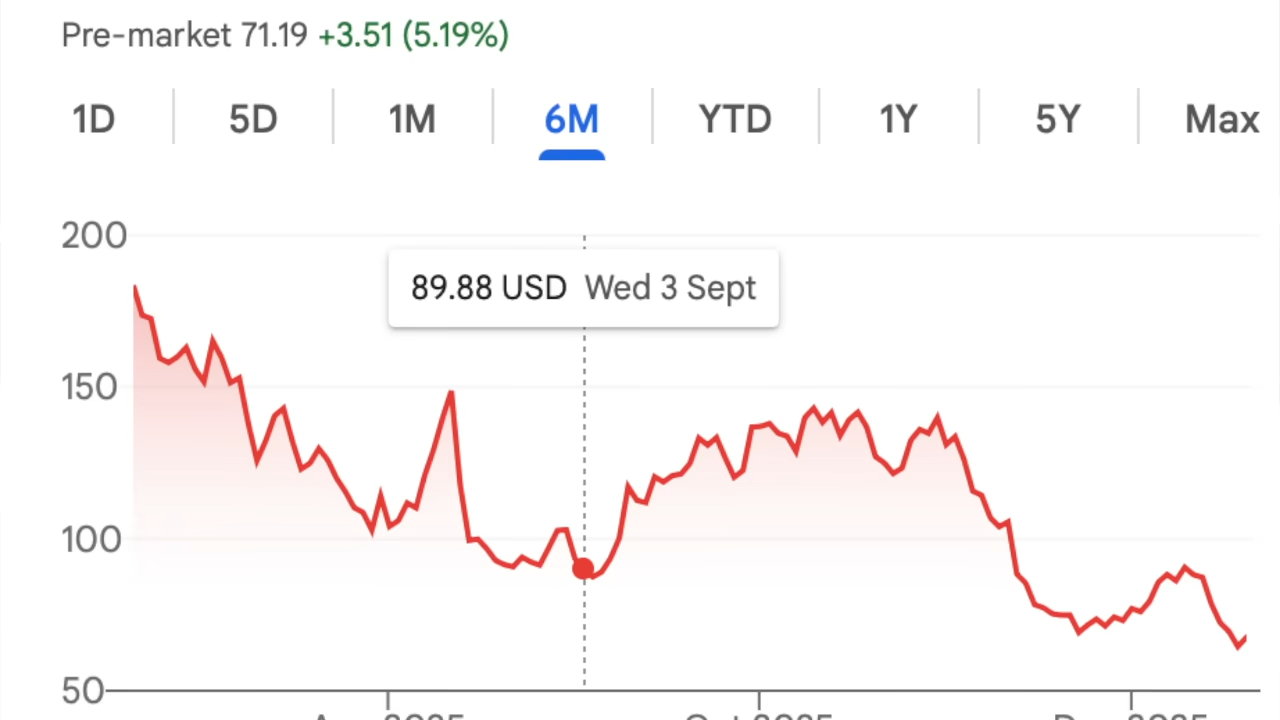 Pre-market 71.19 +3.51 (5.19%)
1D 5D 1M 6M YTD 1Y 5Y Max
200
89.88 USD Wed 3 Sept
150
100
50